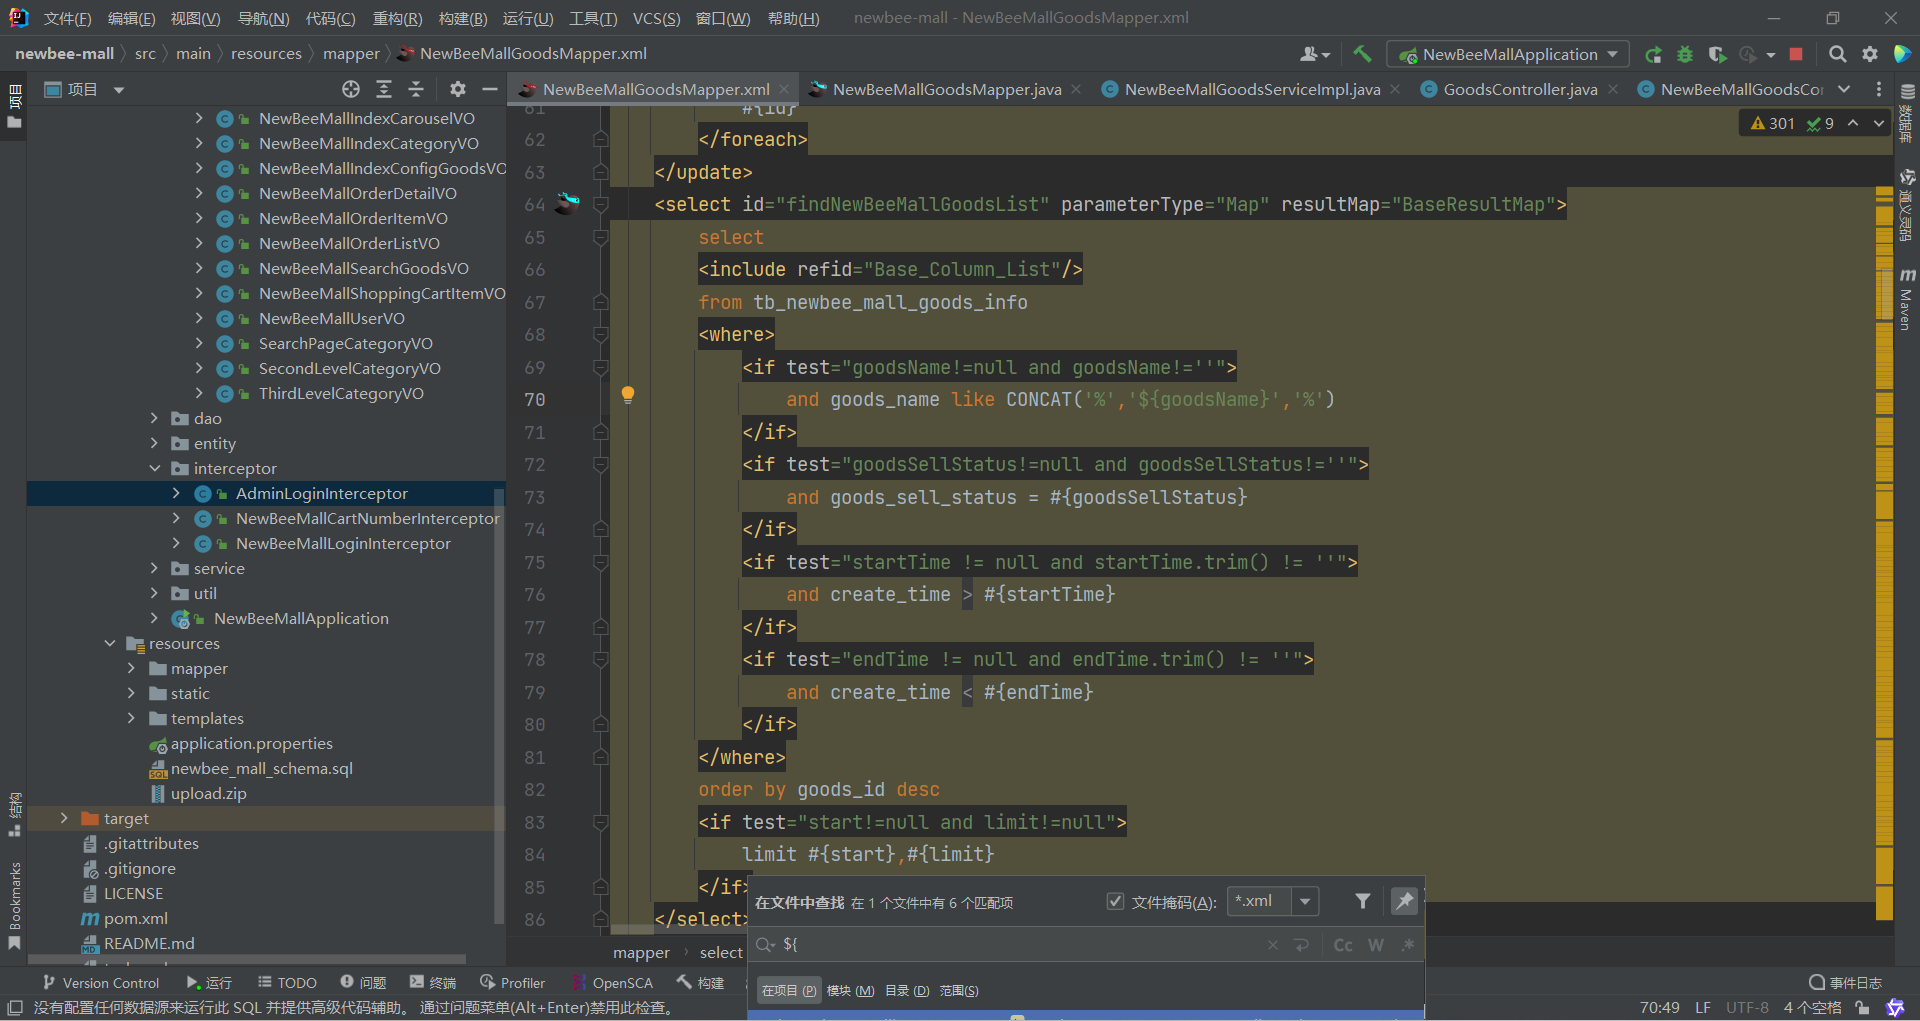 文件(F) 编辑(E) 视图(V) 导航(N) 代码(C) 重构(R) 构建(B) 运行(U) 工具(T) VCS(S) 窗口(W) 帮助(H) newbee-mall - NewBeeMallGoodsMapper.xml
newbee-mall src main resources mapper NewBeeMallGoodsMapper.xml
NewBeeMallApplication
项目
项目
NewBeeMallGoodsMapper.xml NewBeeMallGoodsMapper.java NewBeeMallGoodsServiceImpl.java GoodsController.java NewBeeMallGoodsCo
NewBeeMallIndexCarouselVO
NewBeeMallIndexCategoryVO
NewBeeMallIndexConfigGoodsVO
NewBeeMallOrderDetailVO
NewBeeMallOrderItemVO
NewBeeMallOrderListVO
NewBeeMallSearchGoodsVO
NewBeeMallShoppingCartItemVO
NewBeeMallUserVO
SearchPageCategoryVO
SecondLevelCategoryVO
ThirdLevelCategoryVO
dao
entity
interceptor
AdminLoginInterceptor
NewBeeMallCartNumberInterceptor
NewBeeMallLoginInterceptor
service
util
NewBeeMallApplication
resources
mapper
static
templates
application.properties
newbee_mall_schema.sql
upload.zip
target
.gitattributes
.gitignore
LICENSE
pom.xml
README.md
结构
Bookmarks
301 9
61 #{id}
62 </foreach>
63 </update>
64 <select id="findNewBeeMallGoodsList" parameterType="Map" resultMap="BaseResultMap">
65 select
66 <include refid="Base_Column_List"/>
67 from tb_newbee_mall_goods_info
68 <where>
69 <if test="goodsName!=null and goodsName!=''">
70 and goods_name like CONCAT('%','${goodsName}','%')
71 </if>
72 <if test="goodsSellStatus!=null and goodsSellStatus!=''">
73 and goods_sell_status = #{goodsSellStatus}
74 </if>
75 <if test="startTime != null and startTime.trim() != ''">
76 and create_time > #{startTime}
77 </if>
78 <if test="endTime != null and endTime.trim() != ''">
79 and create_time < #{endTime}
80 </if>
81 </where>
82 order by goods_id desc
83 <if test="start!=null and limit!=null">
84 limit #{start},#{limit}
85 </if>
86 </select>
mapper select
数据库
通义灵码
Maven
在文件中查找 在 1 个文件中有 6 个匹配项 文件掩码(A): *.xml
${ Cc W .*
在项目 (P) 模块 (M) 目录 (D) 范围(S)
Version Control 运行 TODO 问题 终端 Profiler OpenSCA 构建 事件日志
没有配置任何数据源来运行此 SQL 并提供高级代码辅助。 通过问题菜单(Alt+Enter)禁用此检查。 70:49 LF UTF-8 4 个空格